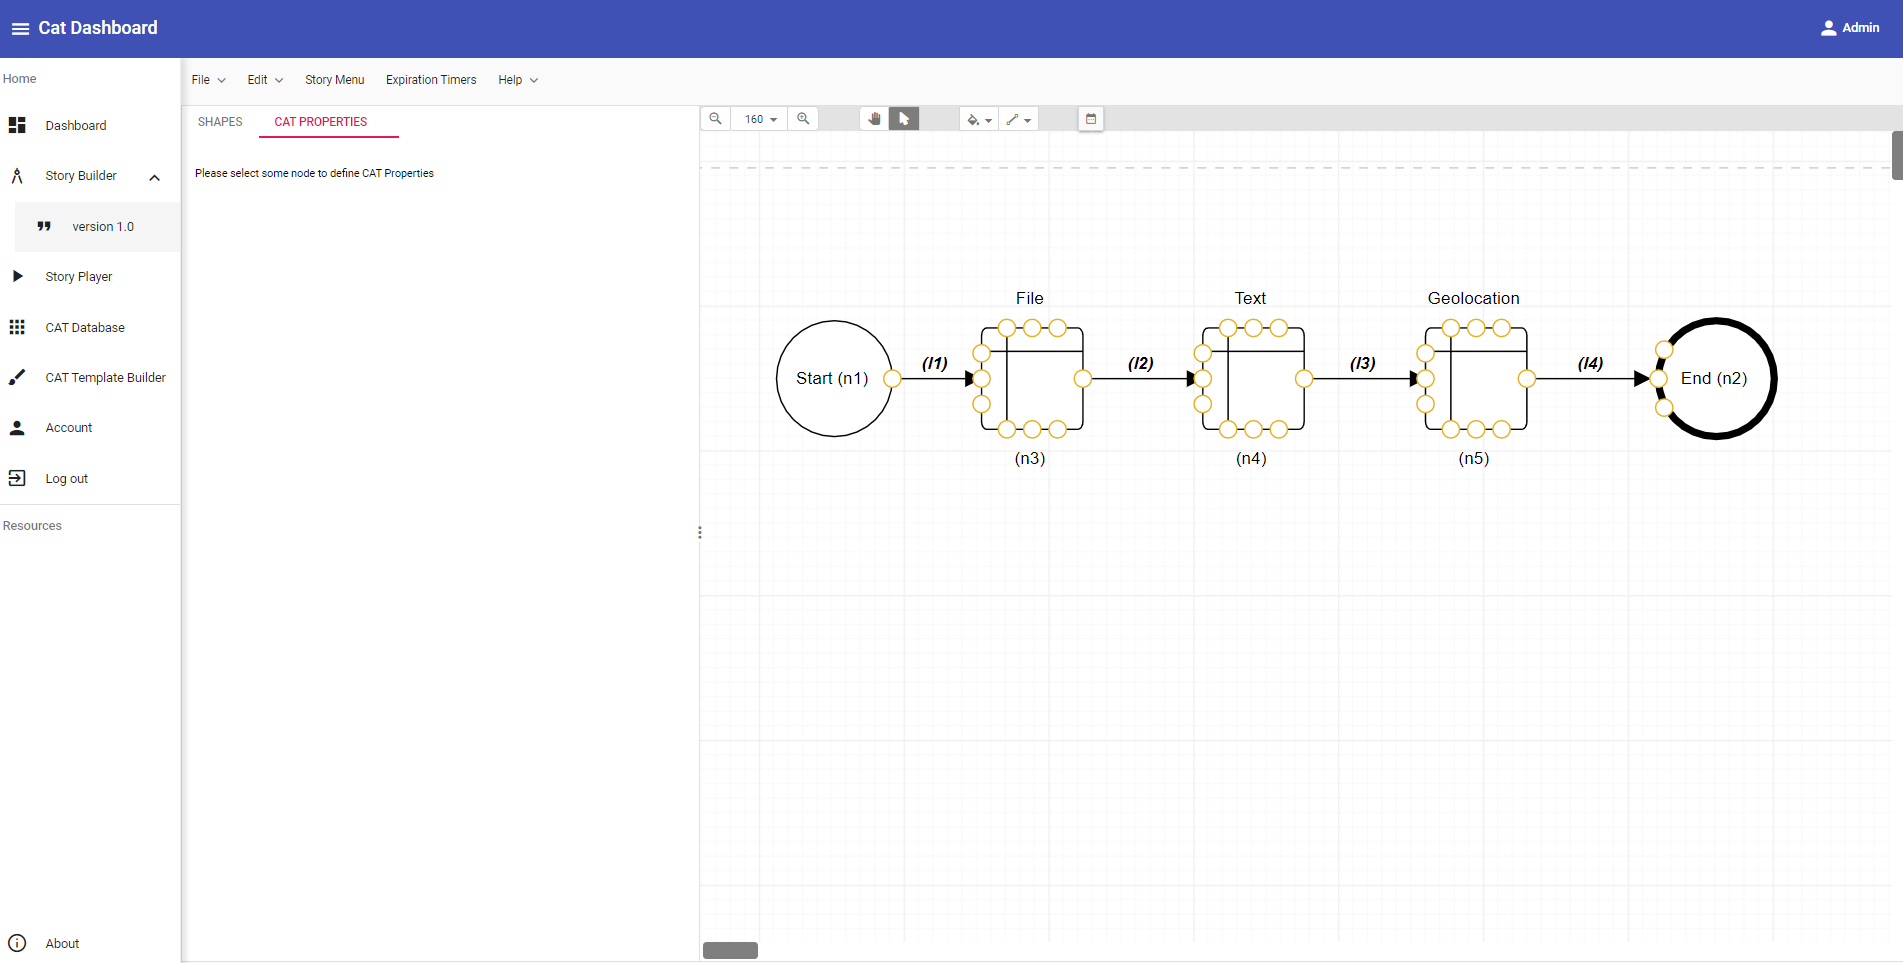 Cat Dashboard
Admin
Home
Dashboard
Story Builder
version 1.0
Story Player
CAT Database
CAT Template Builder
Account
Log out
Resources
About
File Edit Story Menu Expiration Timers Help
SHAPES CAT PROPERTIES
Please select some node to define CAT Properties
160
File Text Geolocation
Start (n1) (l1) (l2) (l3) (l4) End (n2)
(n3) (n4) (n5)